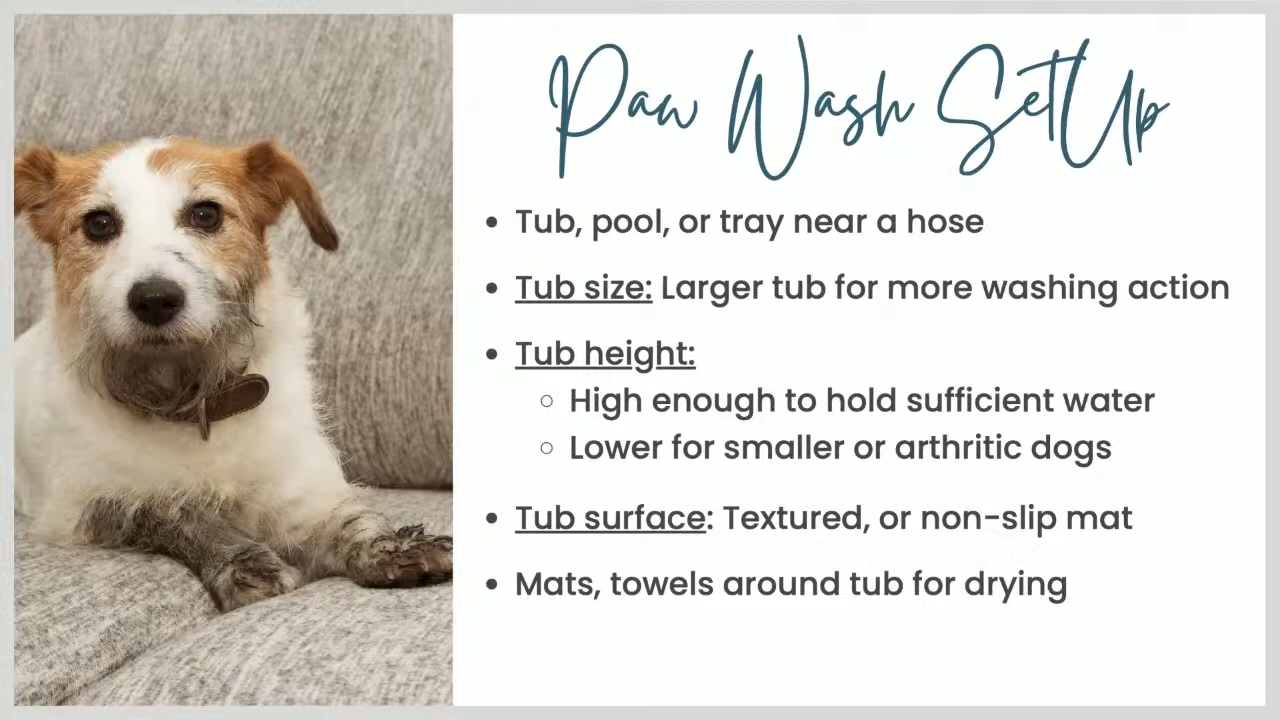 Paw Wash SetUp
• Tub, pool, or tray near a hose
• Tub size: Larger tub for more washing action
• Tub height:
○ High enough to hold sufficient water
○ Lower for smaller or arthritic dogs
• Tub surface: Textured, or non-slip mat
• Mats, towels around tub for drying